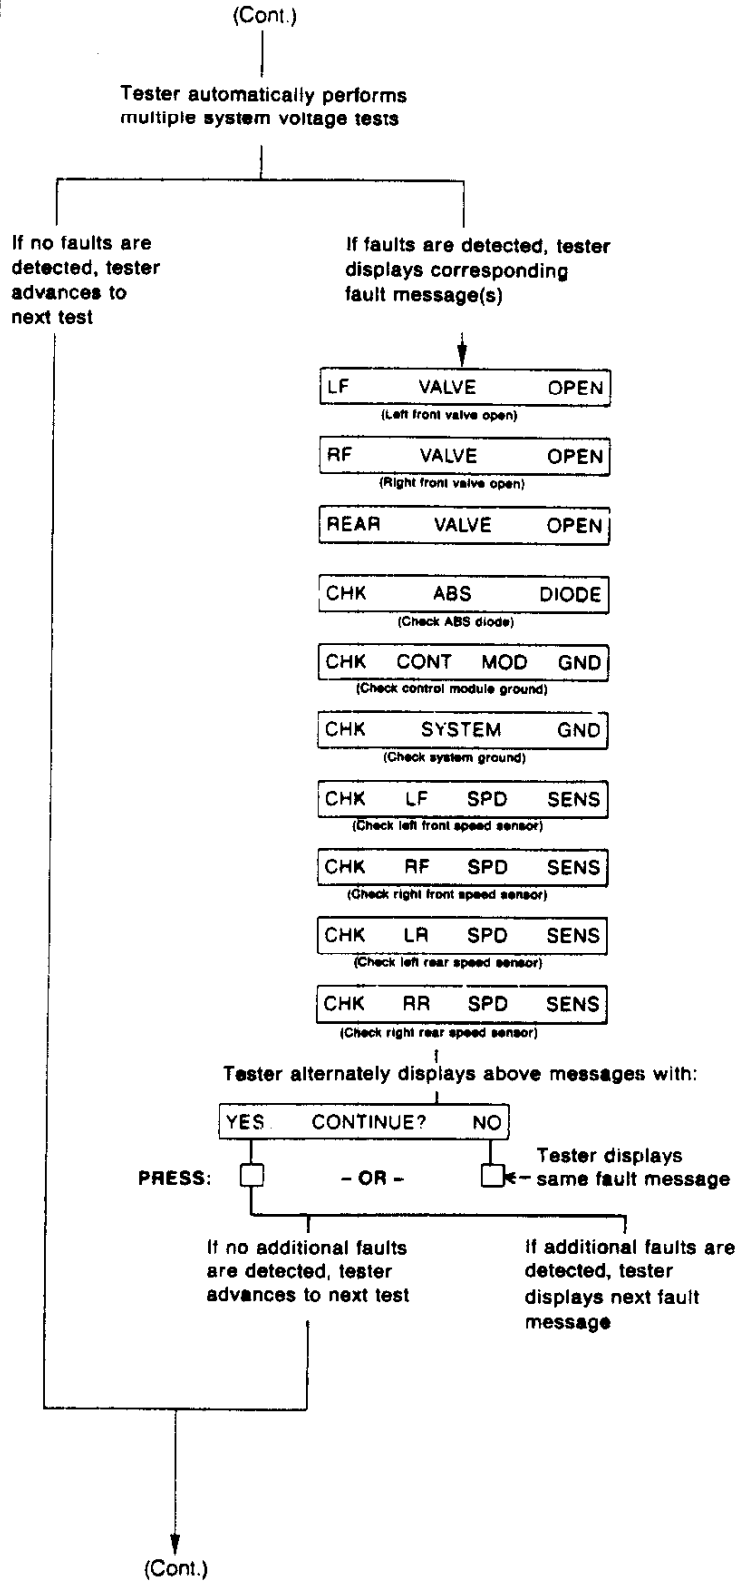 (Cont.)
Tester automatically performs
multiple system voltage tests
If no faults are
detected, tester
advances to
next test
If faults are detected, tester
displays corresponding
fault message(s)
LF VALVE OPEN
(Left front valve open)
RF VALVE OPEN
(Right front valve open)
REAR VALVE OPEN
CHK ABS DIODE
(Check ABS diode)
CHK CONT MOD GND
(Check control module ground)
CHK SYSTEM GND
(Check system ground)
CHK LF SPD SENS
(Check left front speed sensor)
CHK RF SPD SENS
(Check right front speed sensor)
CHK LR SPD SENS
(Check left rear speed sensor)
CHK RR SPD SENS
(Check right rear speed sensor)
Tester alternately displays above messages with:
YES CONTINUE? NO
PRESS: - OR -
Tester displays
same fault message
If no additional faults
are detected, tester
advances to next test
If additional faults are
detected, tester
displays next fault
message
(Cont.)